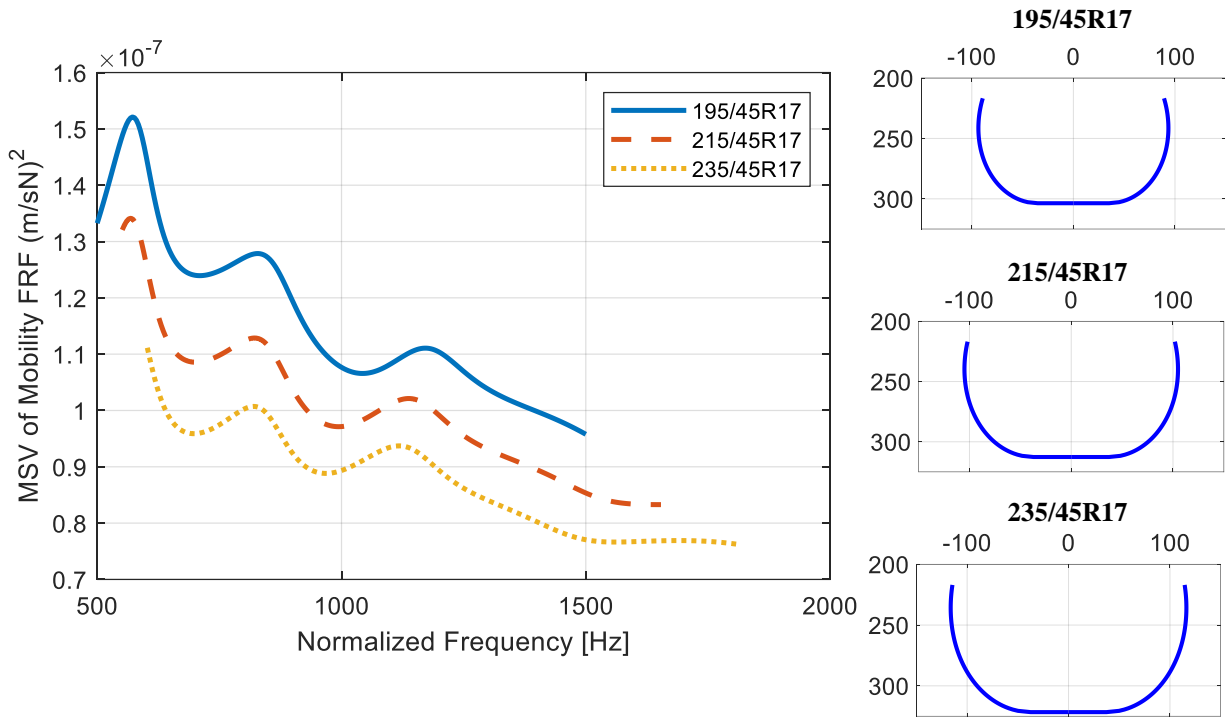 ×10⁻⁷
1.6
1.5
1.4
1.3
1.2
1.1
1
0.9
0.8
0.7
MSV of Mobility FRF (m/sN)²
500 1000 1500 2000
Normalized Frequency [Hz]
195/45R17
215/45R17
235/45R17
195/45R17
-100 0 100
200
250
300
215/45R17
-100 0 100
200
250
300
235/45R17
-100 0 100
200
250
300